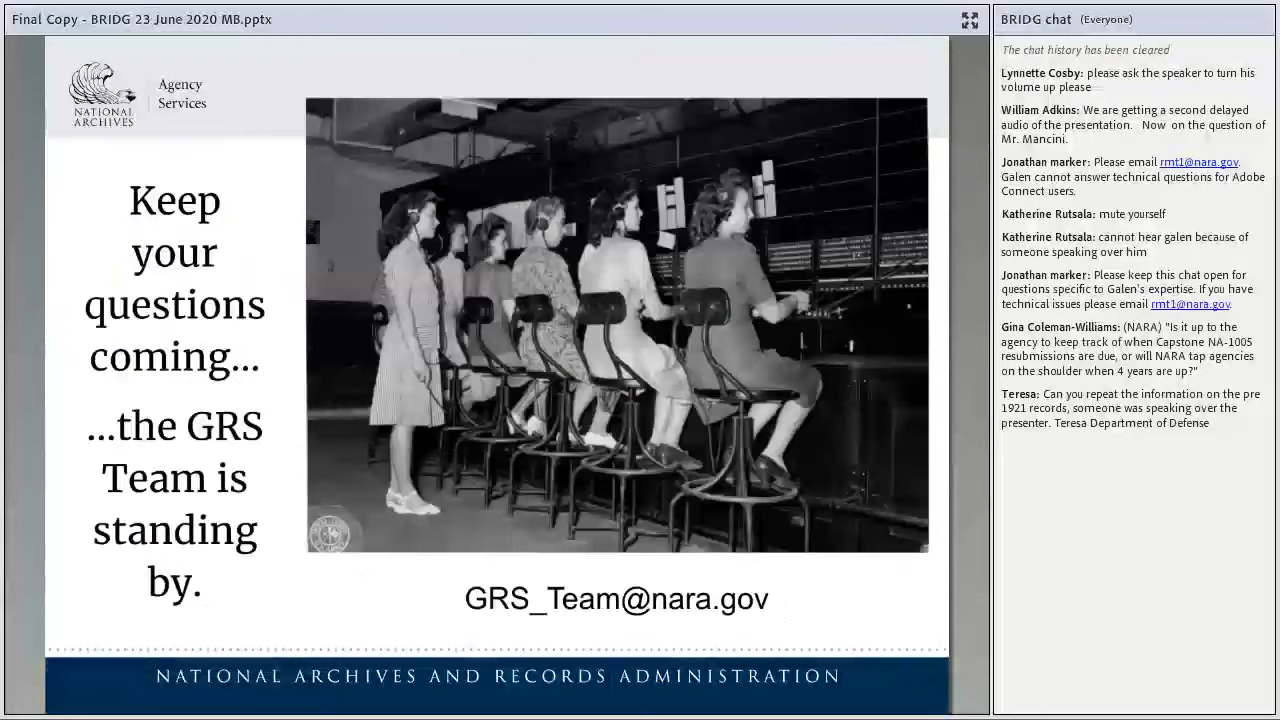 Final Copy - BRIDG 23 June 2020 MB.pptx
NATIONAL
ARCHIVES
Agency
Services
Keep
your
questions
coming...
...the GRS
Team is
standing
by.
GRS_Team@nara.gov
NATIONAL ARCHIVES AND RECORDS ADMINISTRATION
BRIDG chat (Everyone)
The chat history has been cleared
Lynnette Cosby: please ask the speaker to turn his
volume up please
William Adkins: We are getting a second delayed
audio of the presentation. Now on the question of
Mr. Mancini.
Jonathan marker: Please email rmt1@nara.gov.
Galen cannot answer technical questions for Adobe
Connect users.
Katherine Rutsala: mute yourself
Katherine Rutsala: cannot hear galen because of
someone speaking over him
Jonathan marker: Please keep this chat open for
questions specific to Galen's expertise. If you have
technical issues please email rmt1@nara.gov.
Gina Coleman-Williams: (NARA) "Is it up to the
agency to keep track of when Capstone NA-1005
resubmissions are due, or will NARA tap agencies
on the shoulder when 4 years are up?"
Teresa: Can you repeat the information on the pre
1921 records, someone was speaking over the
presenter. Teresa Department of Defense